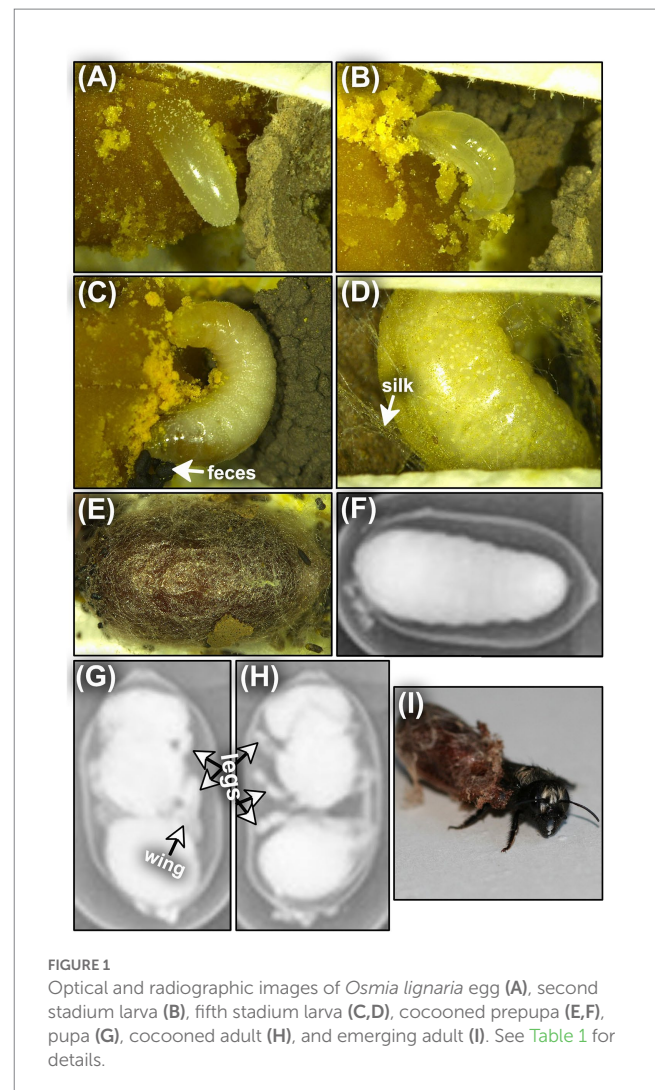 (A)
(B)
(C)
(D)
silk
feces
(E)
(F)
(G)
(H)
(I)
legs
wing
FIGURE 1
Optical and radiographic images of Osmia lignaria egg (A), second
stadium larva (B), fifth stadium larva (C,D), cocooned prepupa (E,F),
pupa (G), cocooned adult (H), and emerging adult (I). See Table 1 for
details.